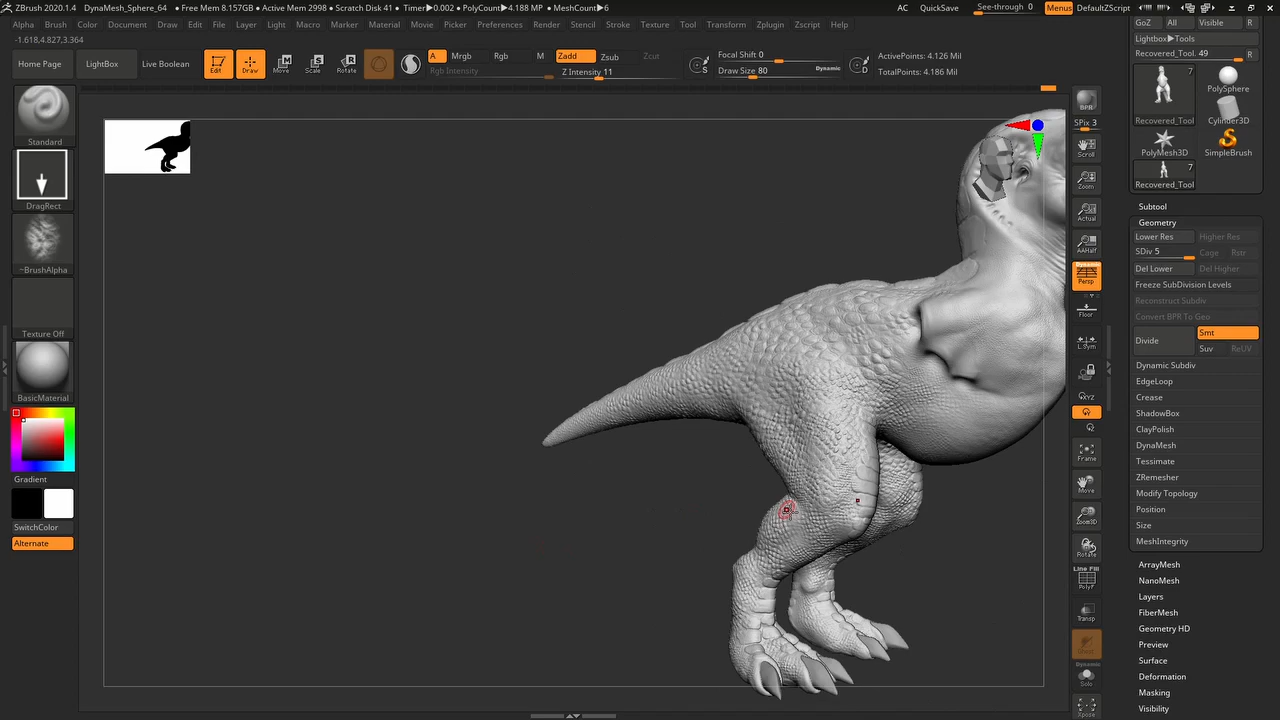 ZBrush 2020.1.4 DynaMesh_Sphere_64 • Free Mem 8.157GB • Active Mem 2998 • Scratch Disk 41 • Timer▶0.002 • PolyCount▶4.188 MP • MeshCount▶6 AC QuickSave See-through 0 Menus DefaultZScript
Alpha Brush Color Document Draw Edit File Layer Light Macro Marker Material Movie Picker Preferences Render Stencil Stroke Texture Tool Transform Zplugin Zscript Help
-1.618,4.827,3.364
Home Page LightBox Live Boolean Edit Draw Move Scale Rotate
A Mrgb Rgb M Zadd Zsub Zcut
Rgb Intensity Z Intensity 11
Focal Shift 0
Draw Size 80 Dynamic
S D
ActivePoints: 4.126 Mil
TotalPoints: 4.186 Mil
Standard
DragRect
~BrushAlpha
Texture Off
BasicMaterial
Gradient
SwitchColor
Alternate
BPR
SPix 3
Scroll
Zoom
Actual
AAHalf
Dynamic
Persp
Floor
L.Sym
Frame
Move
Zoom3D
Rotate
Line Fill
PolyF
Transp
Ghost
Dynamic
Solo
Xpose
GoZ All Visible R
Lightbox▶Tools
Recovered_Tool. 49 R
7
Recovered_Tool
PolySphere
Cylinder3D
PolyMesh3D
SimpleBrush
7
Recovered_Tool
Subtool
Geometry
Lower Res Higher Res
SDiv 5 Cage Rstr
Del Lower Del Higher
Freeze SubDivision Levels
Reconstruct Subdiv
Convert BPR To Geo
Divide Smt
Suv ReUV
Dynamic Subdiv
EdgeLoop
Crease
ShadowBox
ClayPolish
DynaMesh
Tessimate
ZRemesher
Modify Topology
Position
Size
MeshIntegrity
ArrayMesh
NanoMesh
Layers
FiberMesh
Geometry HD
Preview
Surface
Deformation
Masking
Visibility